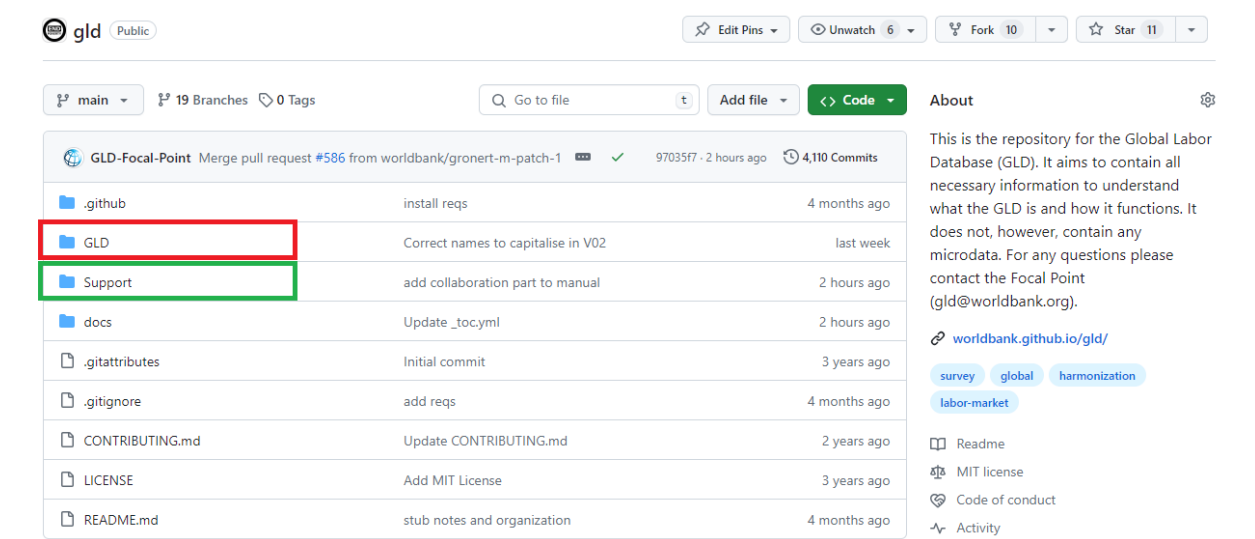 gld Public
Edit Pins
Unwatch 6
Fork 10
Star 11
main
19 Branches
0 Tags
Go to file
t
Add file
Code
GLD-Focal-Point Merge pull request #586 from worldbank/gronert-m-patch-1
97035f7 · 2 hours ago
4,110 Commits
.github install reqs 4 months ago
GLD Correct names to capitalise in V02 last week
Support add collaboration part to manual 2 hours ago
docs Update _toc.yml 2 hours ago
.gitattributes Initial commit 3 years ago
.gitignore add reqs 4 months ago
CONTRIBUTING.md Update CONTRIBUTING.md 2 years ago
LICENSE Add MIT License 3 years ago
README.md stub notes and organization 4 months ago
About
This is the repository for the Global Labor
Database (GLD). It aims to contain all
necessary information to understand
what the GLD is and how it functions. It
does not, however, contain any
microdata. For any questions please
contact the Focal Point
(gld@worldbank.org).
worldbank.github.io/gld/
survey global harmonization
labor-market
Readme
MIT license
Code of conduct
Activity